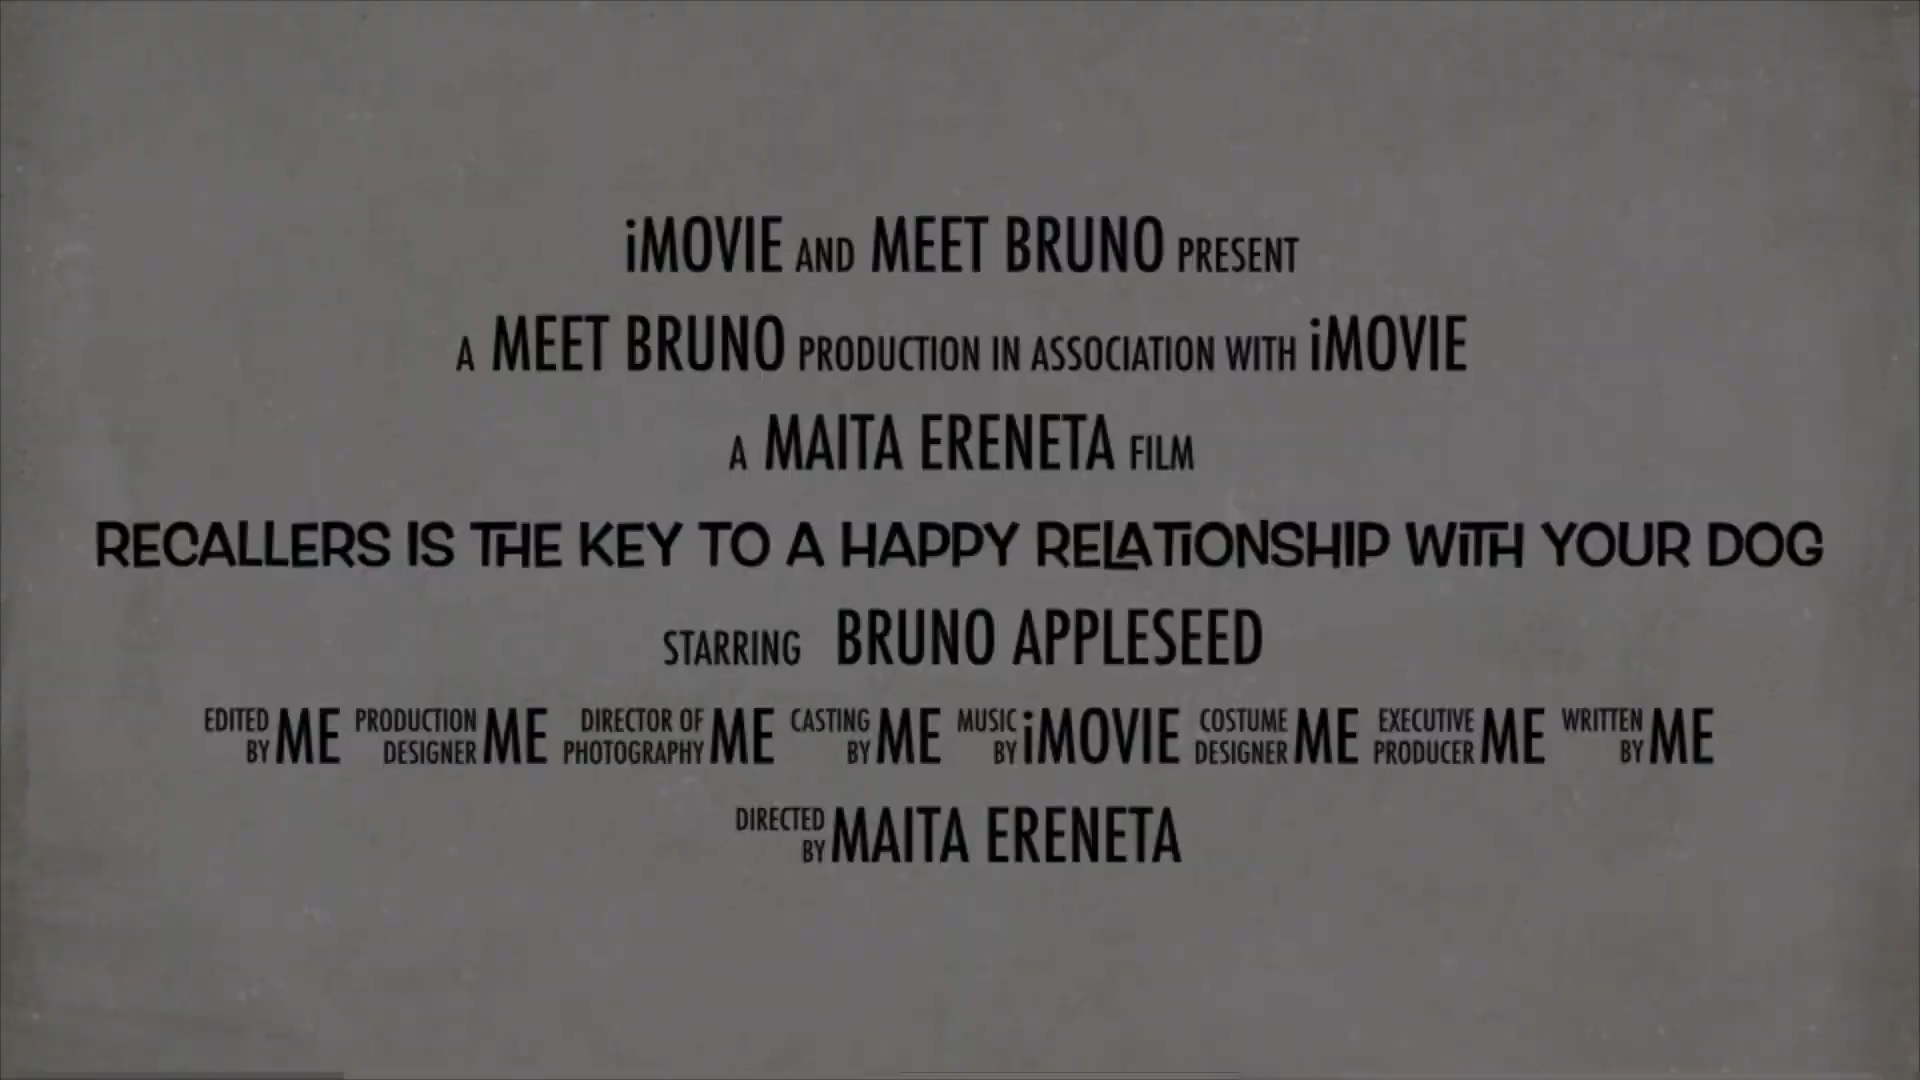 iMOVIE AND MEET BRUNO PRESENT
A MEET BRUNO PRODUCTION IN ASSOCIATION WITH iMOVIE
A MAITA ERENETA FILM
RECALLERS IS THE KEY TO A HAPPY RELATIONSHIP WITH YOUR DOG
STARRING BRUNO APPLESEED
EDITED BY ME PRODUCTION DESIGNER ME DIRECTOR OF PHOTOGRAPHY ME CASTING BY ME MUSIC BY iMOVIE COSTUME DESIGNER ME EXECUTIVE PRODUCER ME WRITTEN BY ME
DIRECTED BY MAITA ERENETA